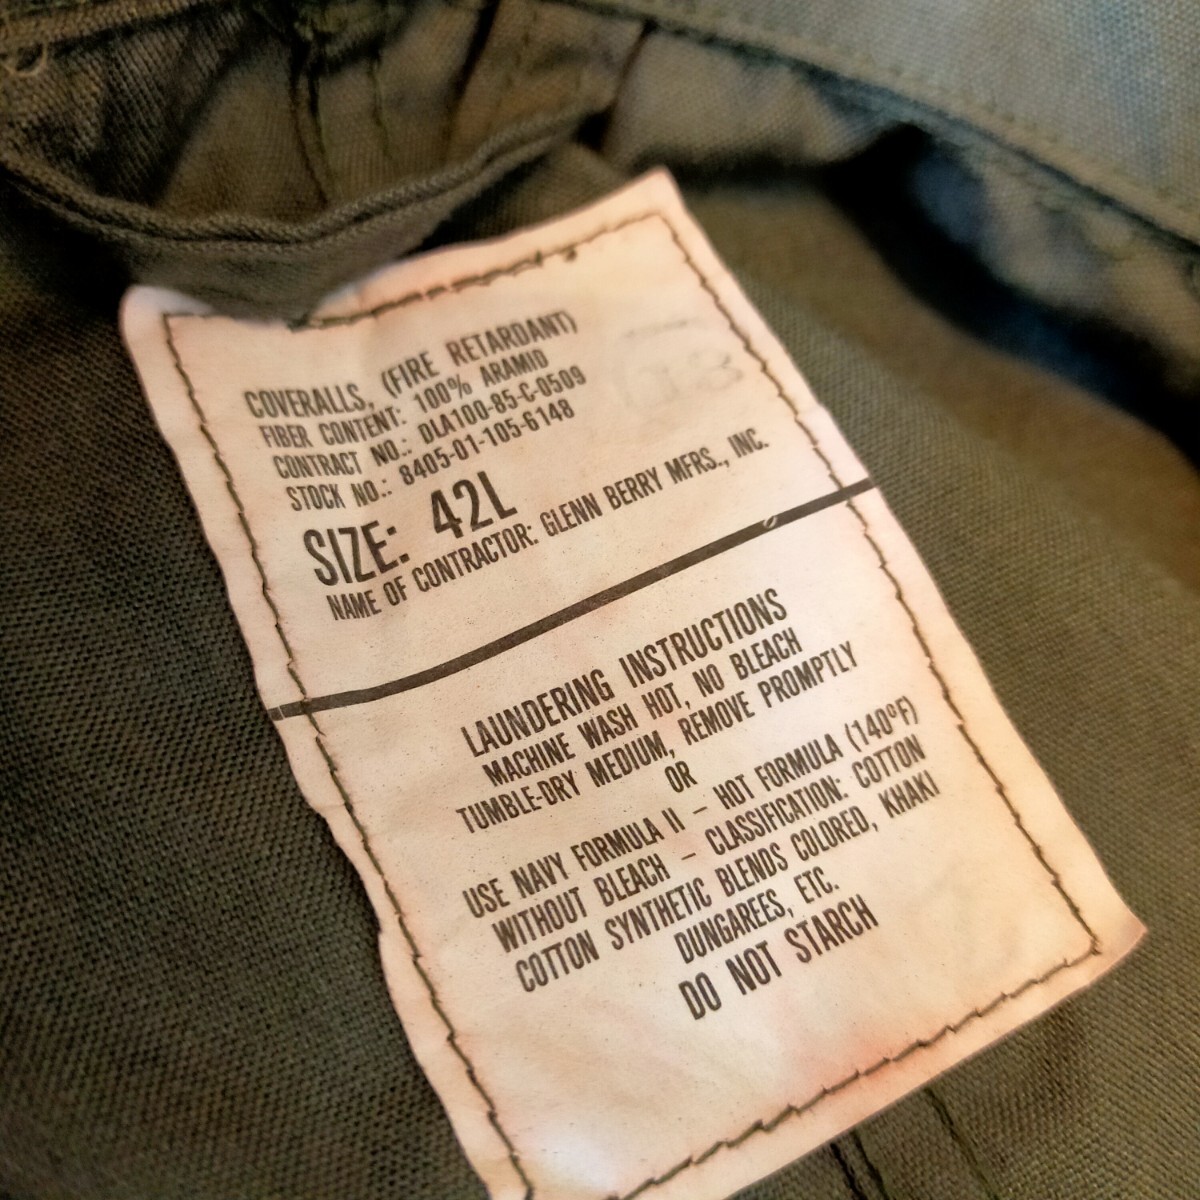 COVERALLS, (FIRE RETARDANT)
FIBER CONTENT: 100% ARAMID
CONTRACT NO.: DLA100-85-C-0509
STOCK NO.: 8405-01-105-6148
SIZE: 42L
NAME OF CONTRACTOR: GLENN BERRY MFRS., INC.
LAUNDERING INSTRUCTIONS
MACHINE WASH HOT, NO BLEACH
TUMBLE-DRY MEDIUM, REMOVE PROMPTLY
OR
USE NAVY FORMULA II – HOT FORMULA (140°F)
WITHOUT BLEACH – CLASSIFICATION: COTTON
COTTON SYNTHETIC BLENDS COLORED, KHAKI
DUNGAREES, ETC.
DO NOT STARCH